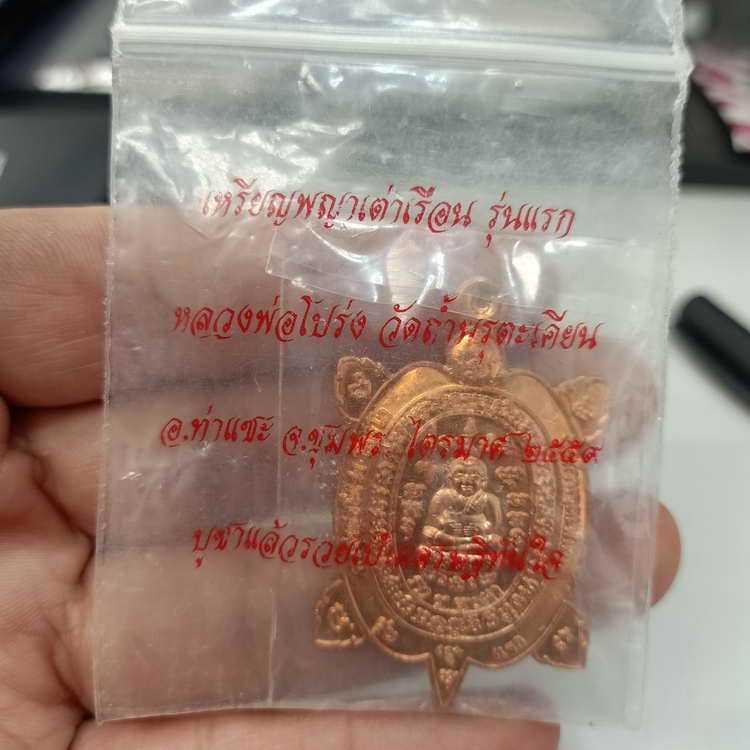 เหรียญพญาเต่าเรือน รุ่นแรก
หลวงพ่อโปร่ง วัดถ้ำพรุตะเคียน
อ.ท่าแซะ จ.ชุมพร ไตรมาศ ๒๕๕๙
บูชาแล้วรวยเป็นเศรษฐีทันใจ